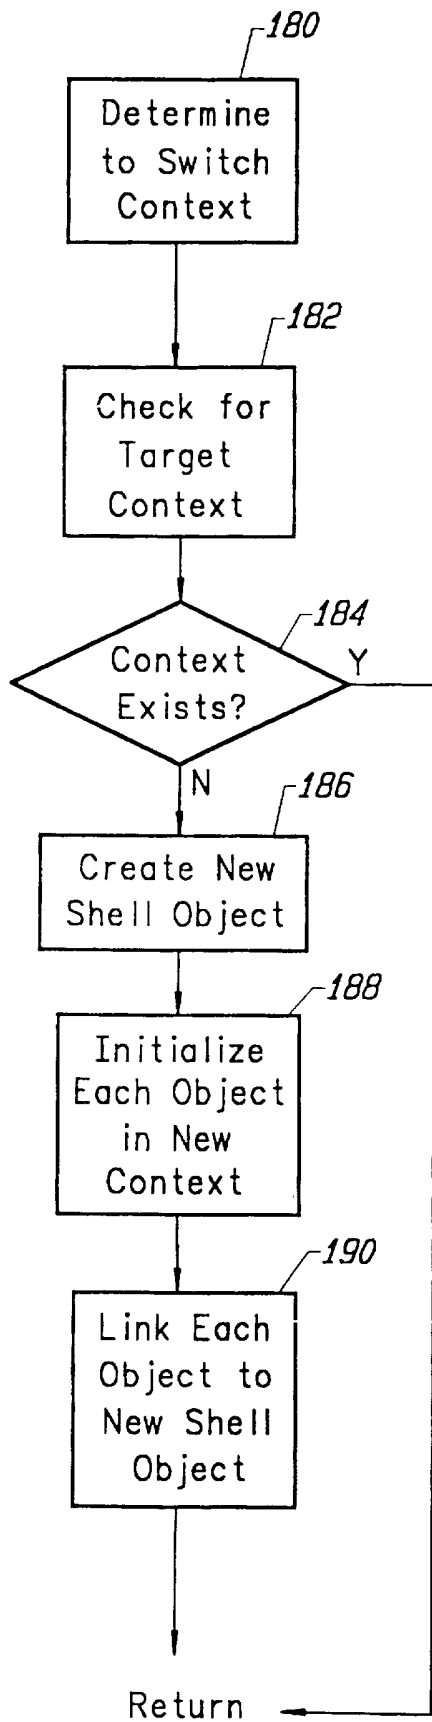 180
Determine
to Switch
Context
182
Check for
Target
Context
184
Context
Exists?
Y
N
186
Create New
Shell Object
188
Initialize
Each Object
in New
Context
190
Link Each
Object to
New Shell
Object
Return